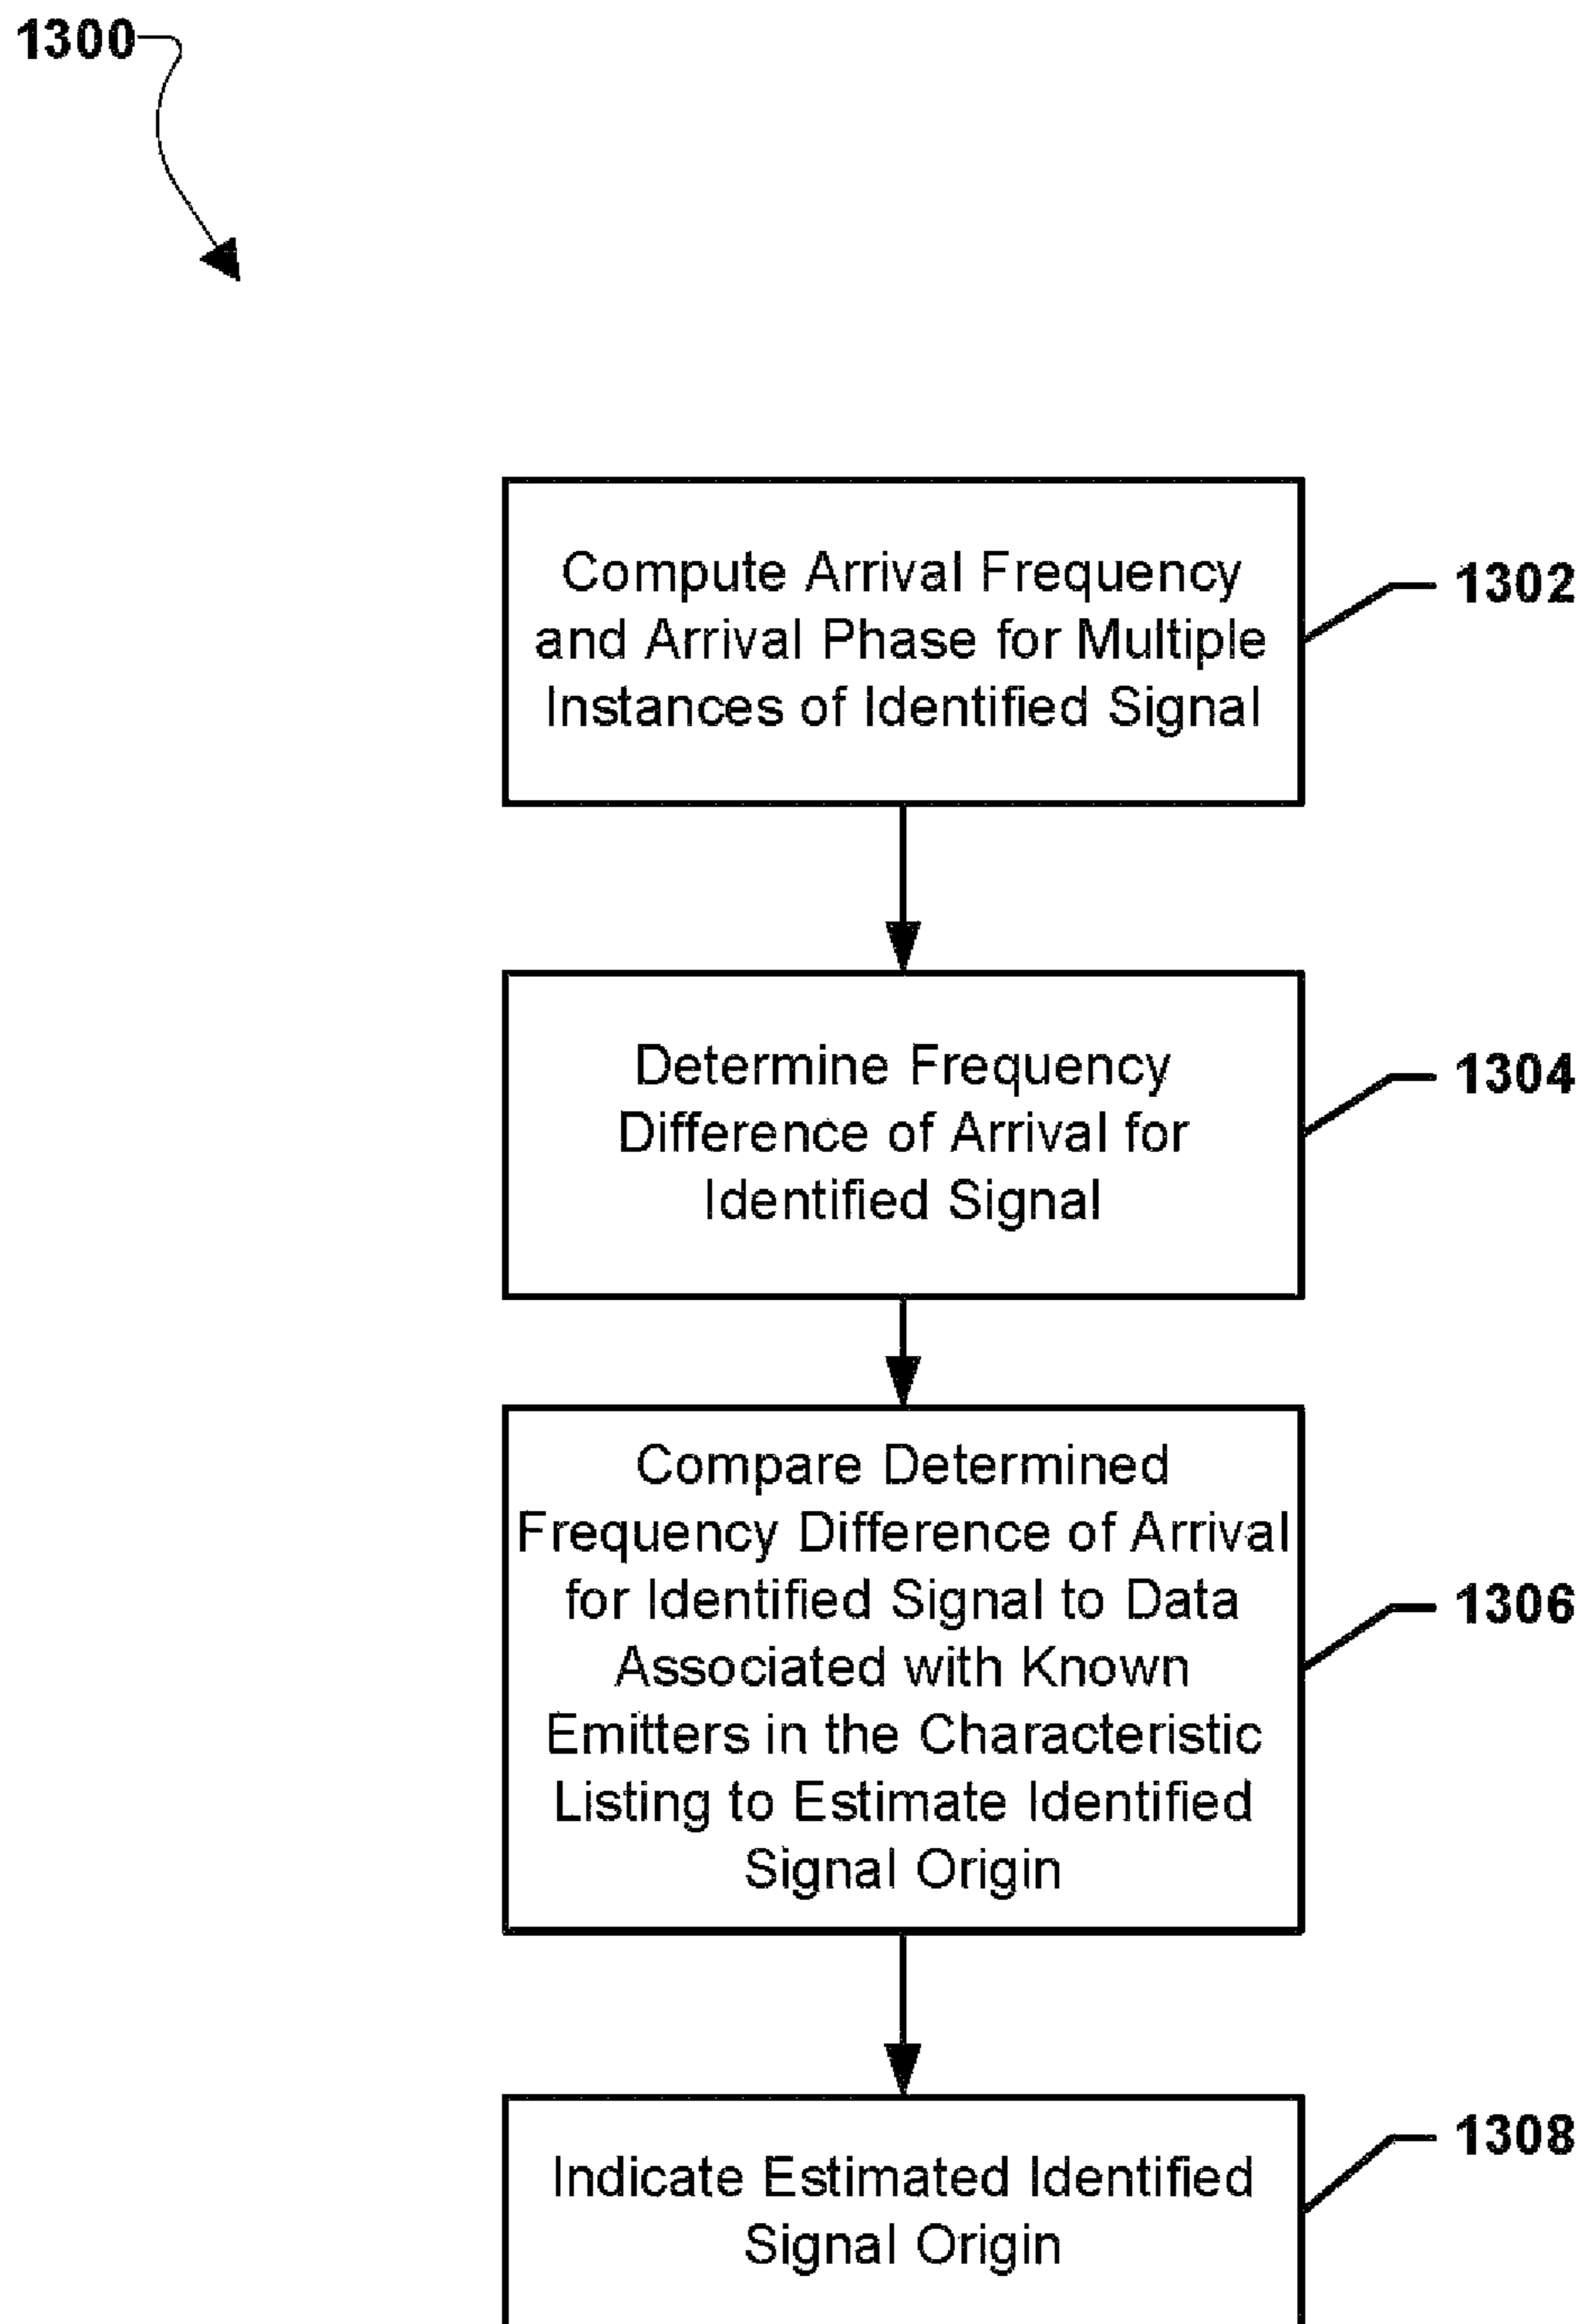 1300
Compute Arrival Frequency
and Arrival Phase for Multiple
Instances of Identified Signal
1302
Determine Frequency
Difference of Arrival for
Identified Signal
1304
Compare Determined
Frequency Difference of Arrival
for Identified Signal to Data
Associated with Known
Emitters in the Characteristic
Listing to Estimate Identified
Signal Origin
1306
Indicate Estimated Identified
Signal Origin
1308